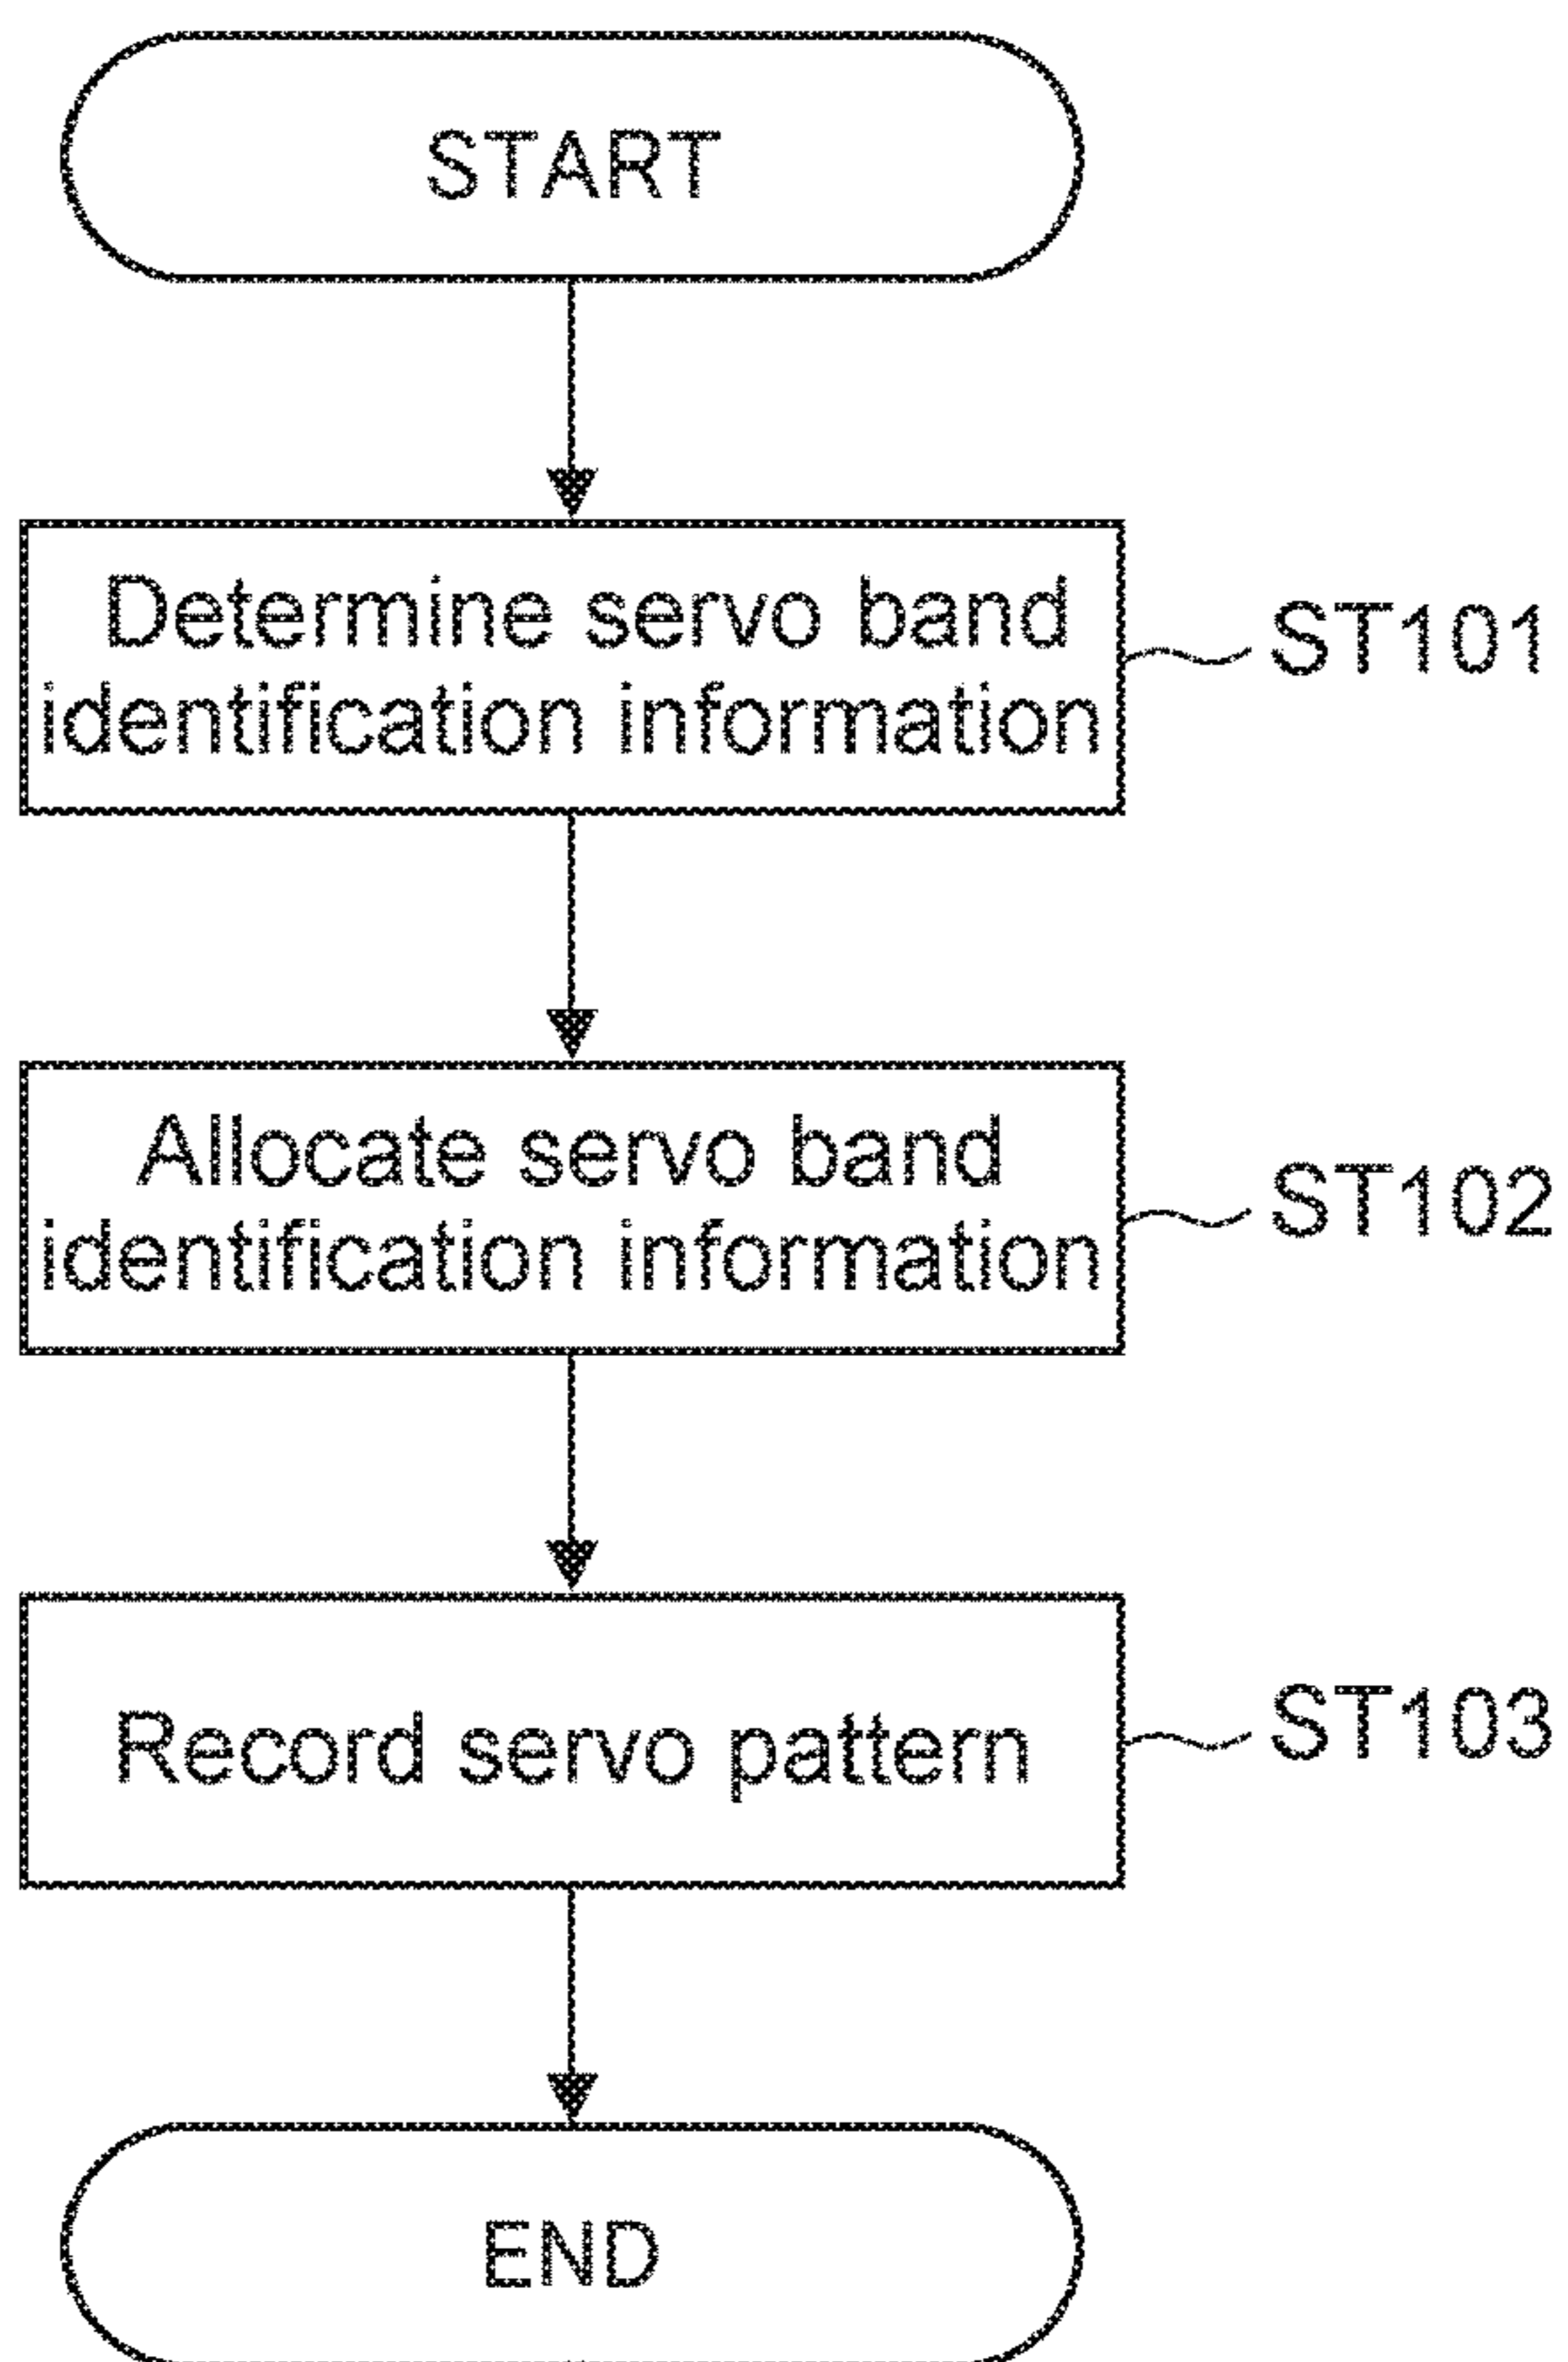 START
Determine servo band
identification information
ST101
Allocate servo band
identification information
ST102
Record servo pattern
ST103
END